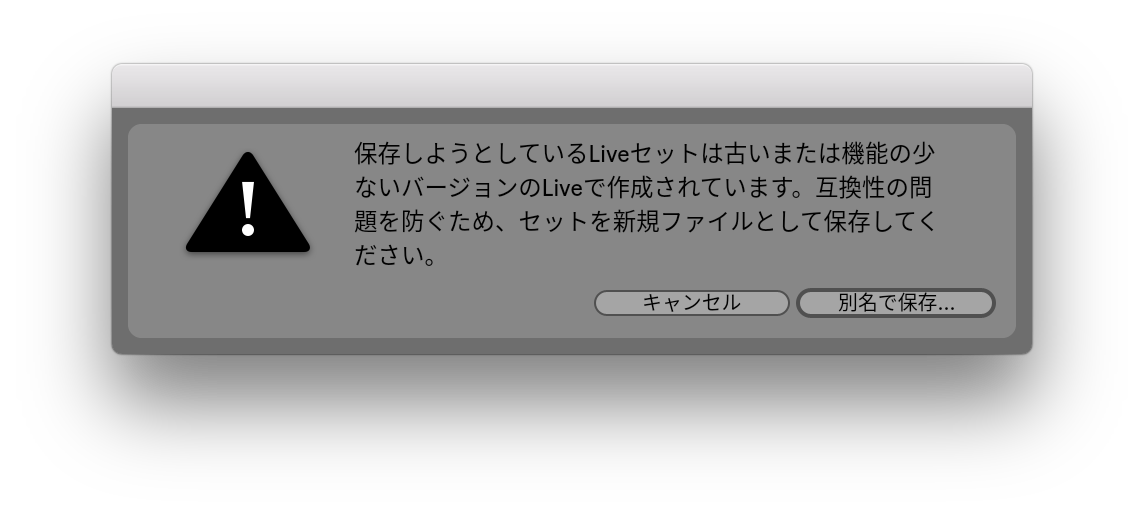 保存しようとしているLiveセットは古いまたは機能の少
ないバージョンのLiveで作成されています。互換性の問
題を防ぐため、セットを新規ファイルとして保存してく
ださい。
キャンセル
別名で保存...